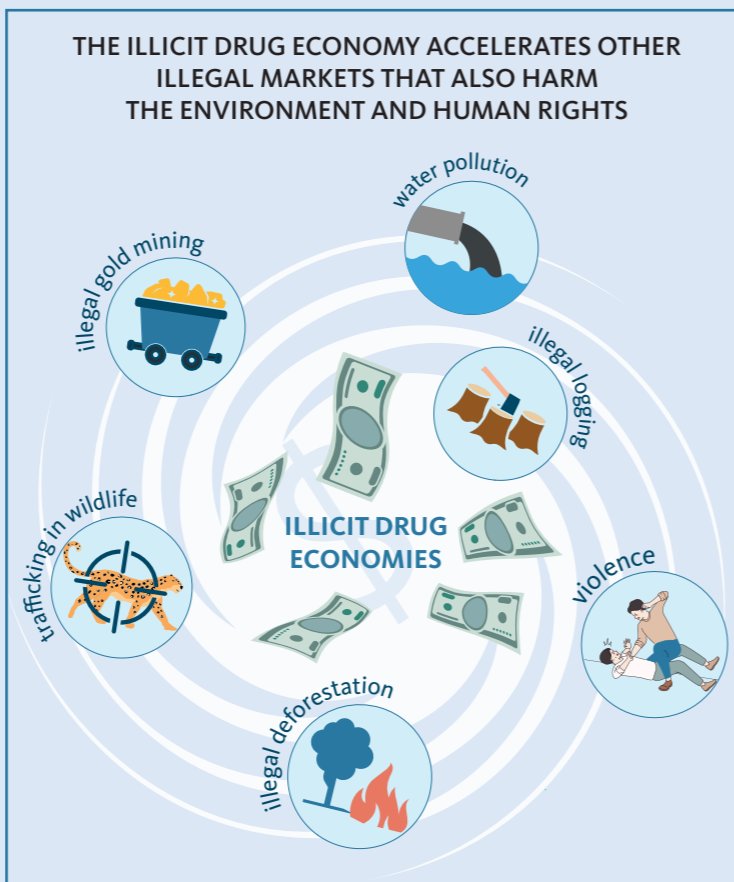 THE ILLICIT DRUG ECONOMY ACCELERATES OTHER
ILLEGAL MARKETS THAT ALSO HARM
THE ENVIRONMENT AND HUMAN RIGHTS
water pollution
illegal gold mining
illegal logging
trafficking in wildlife
ILLICIT DRUG
ECONOMIES
violence
illegal deforestation